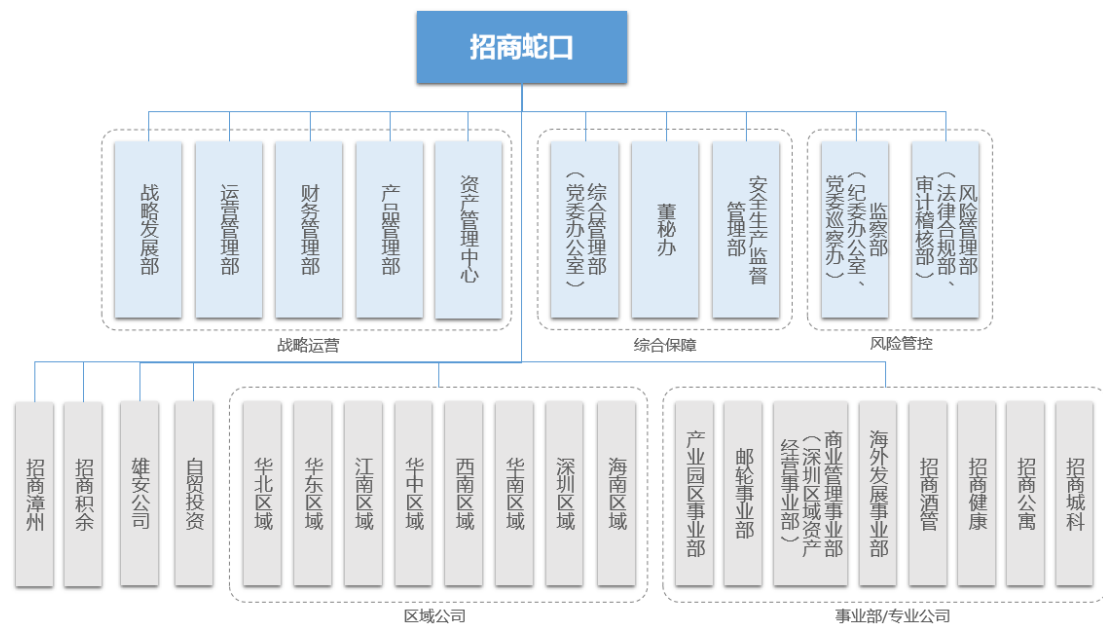 招商蛇口
战略发展部
运营管理部
财务管理部
产品管理部
资产管理中心
综合管理部
（党委办公室）
董秘办
安全生产监督
管理部
监察部
（纪委办公室、
党委巡察办）
风险管理部
（法律合规部、
审计稽核部）
战略运营
综合保障
风险管控
招商漳州
招商积余
雄安公司
自贸投资
华北区域
华东区域
江南区域
华中区域
西南区域
华南区域
深圳区域
海南区域
产业园区事业部
邮轮事业部
商业管理事业部
（深圳区域资产
经营事业部）
海外发展事业部
招商酒管
招商健康
招商公寓
招商城科
区域公司
事业部/专业公司